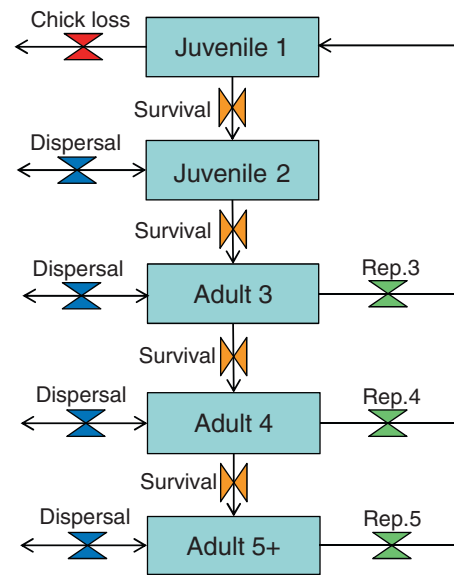 Chick loss
Juvenile 1
Survival
Dispersal
Juvenile 2
Survival
Dispersal
Adult 3
Rep.3
Survival
Dispersal
Adult 4
Rep.4
Survival
Dispersal
Adult 5+
Rep.5